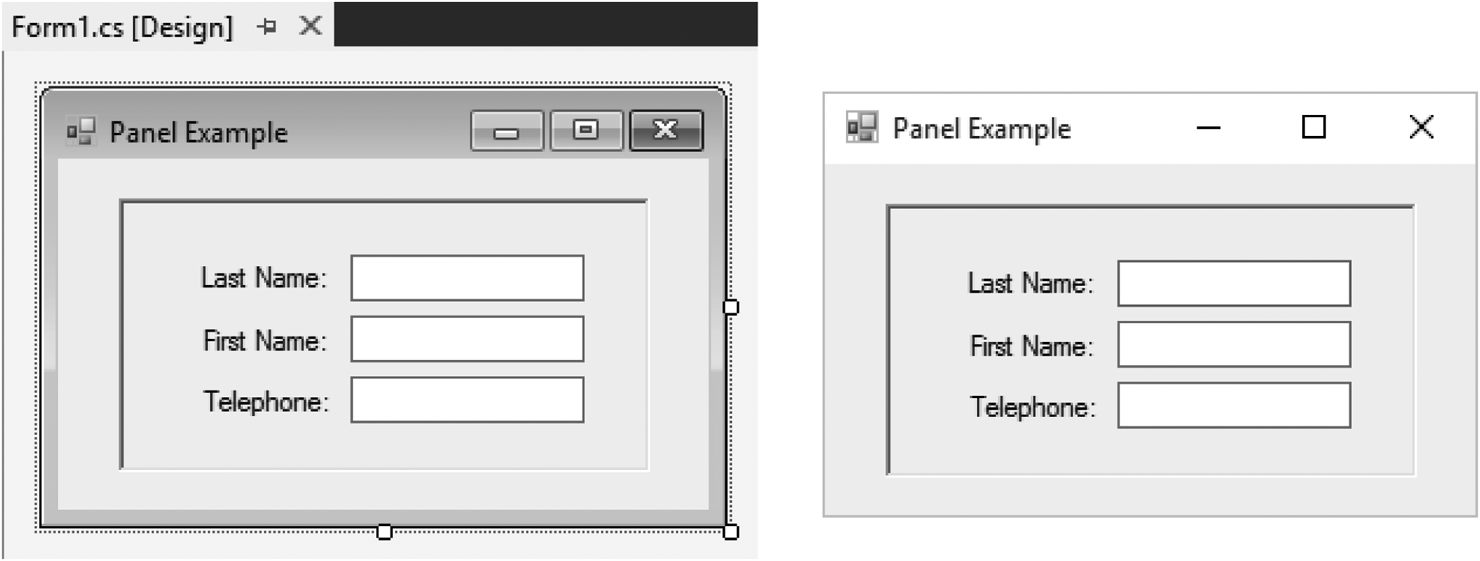 Form1.cs [Design]
Panel Example
Last Name:
First Name:
Telephone:
Panel Example
Last Name:
First Name:
Telephone: